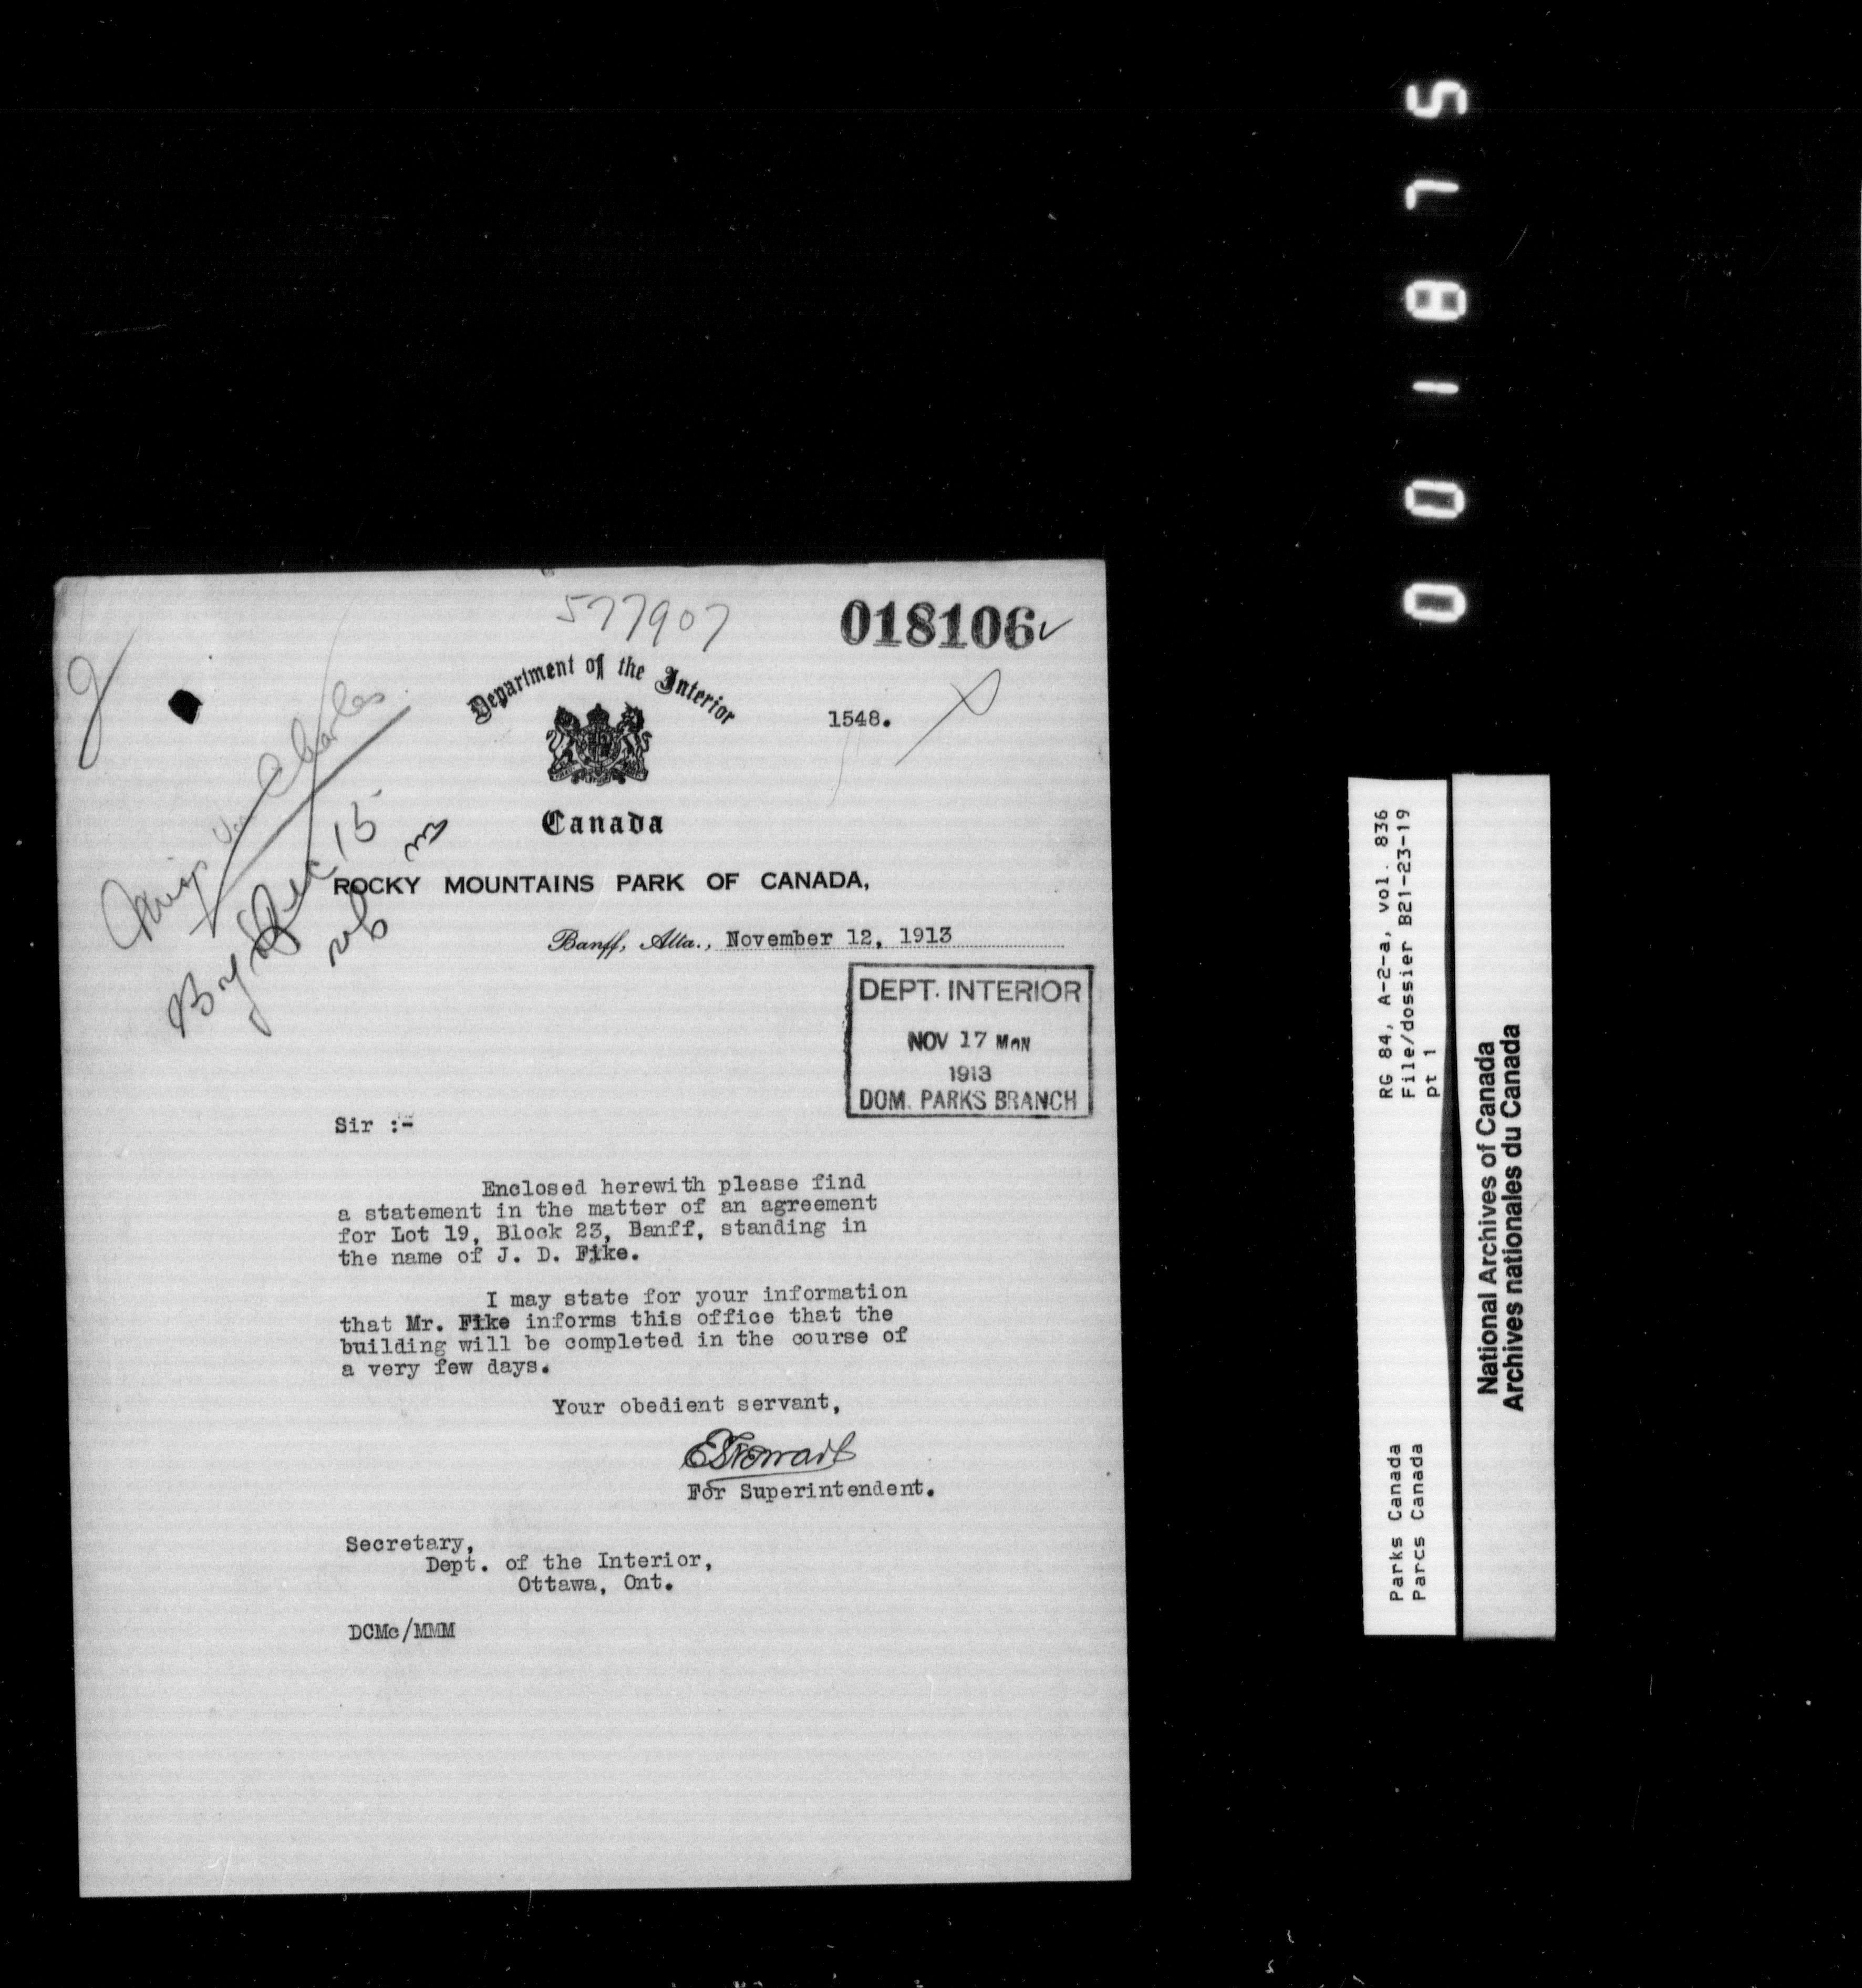 577907
018106
Department of the Interior
1548.
Canada
ROCKY MOUNTAINS PARK OF CANADA,
Banff, Alta., November 12, 1913
DEPT. INTERIOR
NOV 17 MON
1913
DOM. PARKS BRANCH
Sir :-
Enclosed herewith please find
a statement in the matter of an agreement
for Lot 19, Block 23, Banff, standing in
the name of J. D. Fike.
I may state for your information
that Mr. Fike informs this office that the
building will be completed in the course of
a very few days.
Your obedient servant,
For Superintendent.
Secretary,
Dept. of the Interior,
Ottawa, Ont.
DCMc/MMM
RG 84, A-2-a, vol. 836
File/dossier B21-23-19
pt 1
Parks Canada
Parcs Canada
National Archives of Canada
Archives nationales du Canada